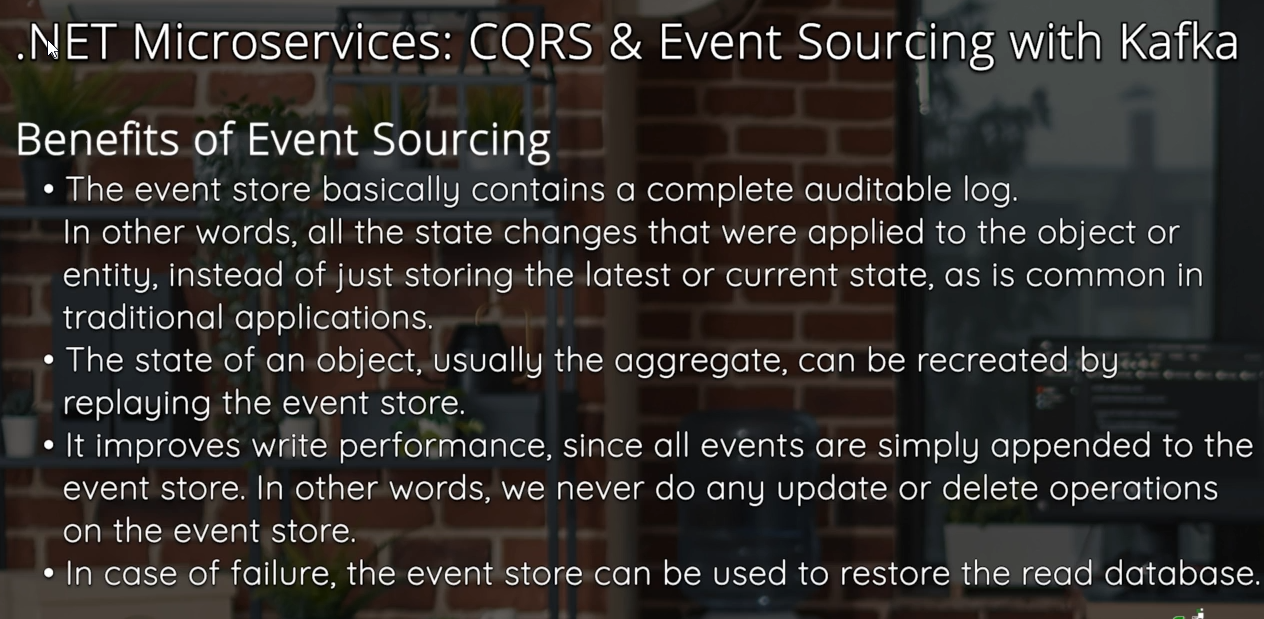 .NET Microservices: CQRS & Event Sourcing with Kafka
Benefits of Event Sourcing
• The event store basically contains a complete auditable log.
In other words, all the state changes that were applied to the object or
entity, instead of just storing the latest or current state, as is common in
traditional applications.
• The state of an object, usually the aggregate, can be recreated by
replaying the event store.
• It improves write performance, since all events are simply appended to the
event store. In other words, we never do any update or delete operations
on the event store.
• In case of failure, the event store can be used to restore the read database.